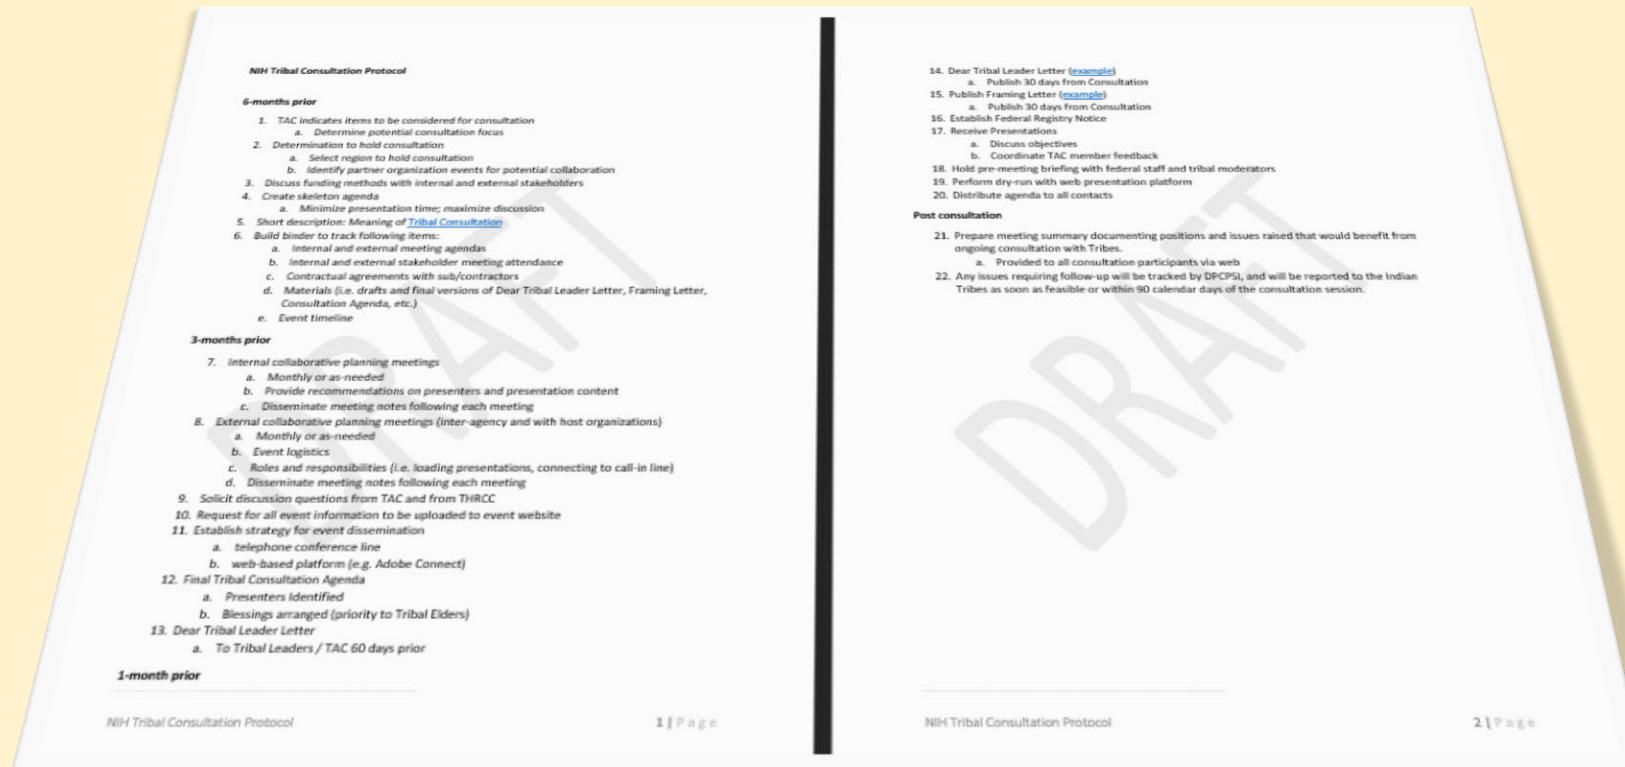 NIH Tribal Consultation Protocol
6-months prior
1. TAC indicates items to be considered for consultation
a. Determine potential consultation focus
2. Determination to hold consultation
a. Select region to hold consultation
b. Identify partner organization events for potential collaboration
3. Discuss funding methods with internal and external stakeholders
4. Create skeleton agenda
a. Minimize presentation time; maximize discussion
5. Short description: Meaning of Tribal Consultation
6. Build binder to track following items:
a. Internal and external meeting agendas
b. Internal and external stakeholder meeting attendance
c. Contractual agreements with sub/contractors
d. Materials (i.e. drafts and final versions of Dear Tribal Leader Letter, Framing Letter,
Consultation Agenda, etc.)
e. Event timeline
3-months prior
7. Internal collaborative planning meetings
a. Monthly or as-needed
b. Provide recommendations on presenters and presentation content
c. Disseminate meeting notes following each meeting
8. External collaborative planning meetings (inter-agency and with host organizations)
a. Monthly or as-needed
b. Event logistics
c. Roles and responsibilities (i.e. loading presentations, connecting to call-in line)
d. Disseminate meeting notes following each meeting
9. Solicit discussion questions from TAC and from THRCC
10. Request for all event information to be uploaded to event website
11. Establish strategy for event dissemination
a. telephone conference line
b. web-based platform (e.g. Adobe Connect)
12. Final Tribal Consultation Agenda
a. Presenters Identified
b. Blessings arranged (priority to Tribal Elders)
13. Dear Tribal Leader Letter
a. To Tribal Leaders / TAC 60 days prior
1-month prior
DRAFT
NIH Tribal Consultation Protocol 1 | Page
14. Dear Tribal Leader Letter (example)
a. Publish 30 days from Consultation
15. Publish Framing Letter (example)
a. Publish 30 days from Consultation
16. Establish Federal Registry Notice
17. Receive Presentations
a. Discuss objectives
b. Coordinate TAC member feedback
18. Hold pre-meeting briefing with federal staff and tribal moderators
19. Perform dry-run with web presentation platform
20. Distribute agenda to all contacts
Post consultation
21. Prepare meeting summary documenting positions and issues raised that would benefit from
ongoing consultation with Tribes.
a. Provided to all consultation participants via web
22. Any issues requiring follow-up will be tracked by DPCPSI, and will be reported to the Indian
Tribes as soon as feasible or within 90 calendar days of the consultation session.
DRAFT
NIH Tribal Consultation Protocol 2 | Page